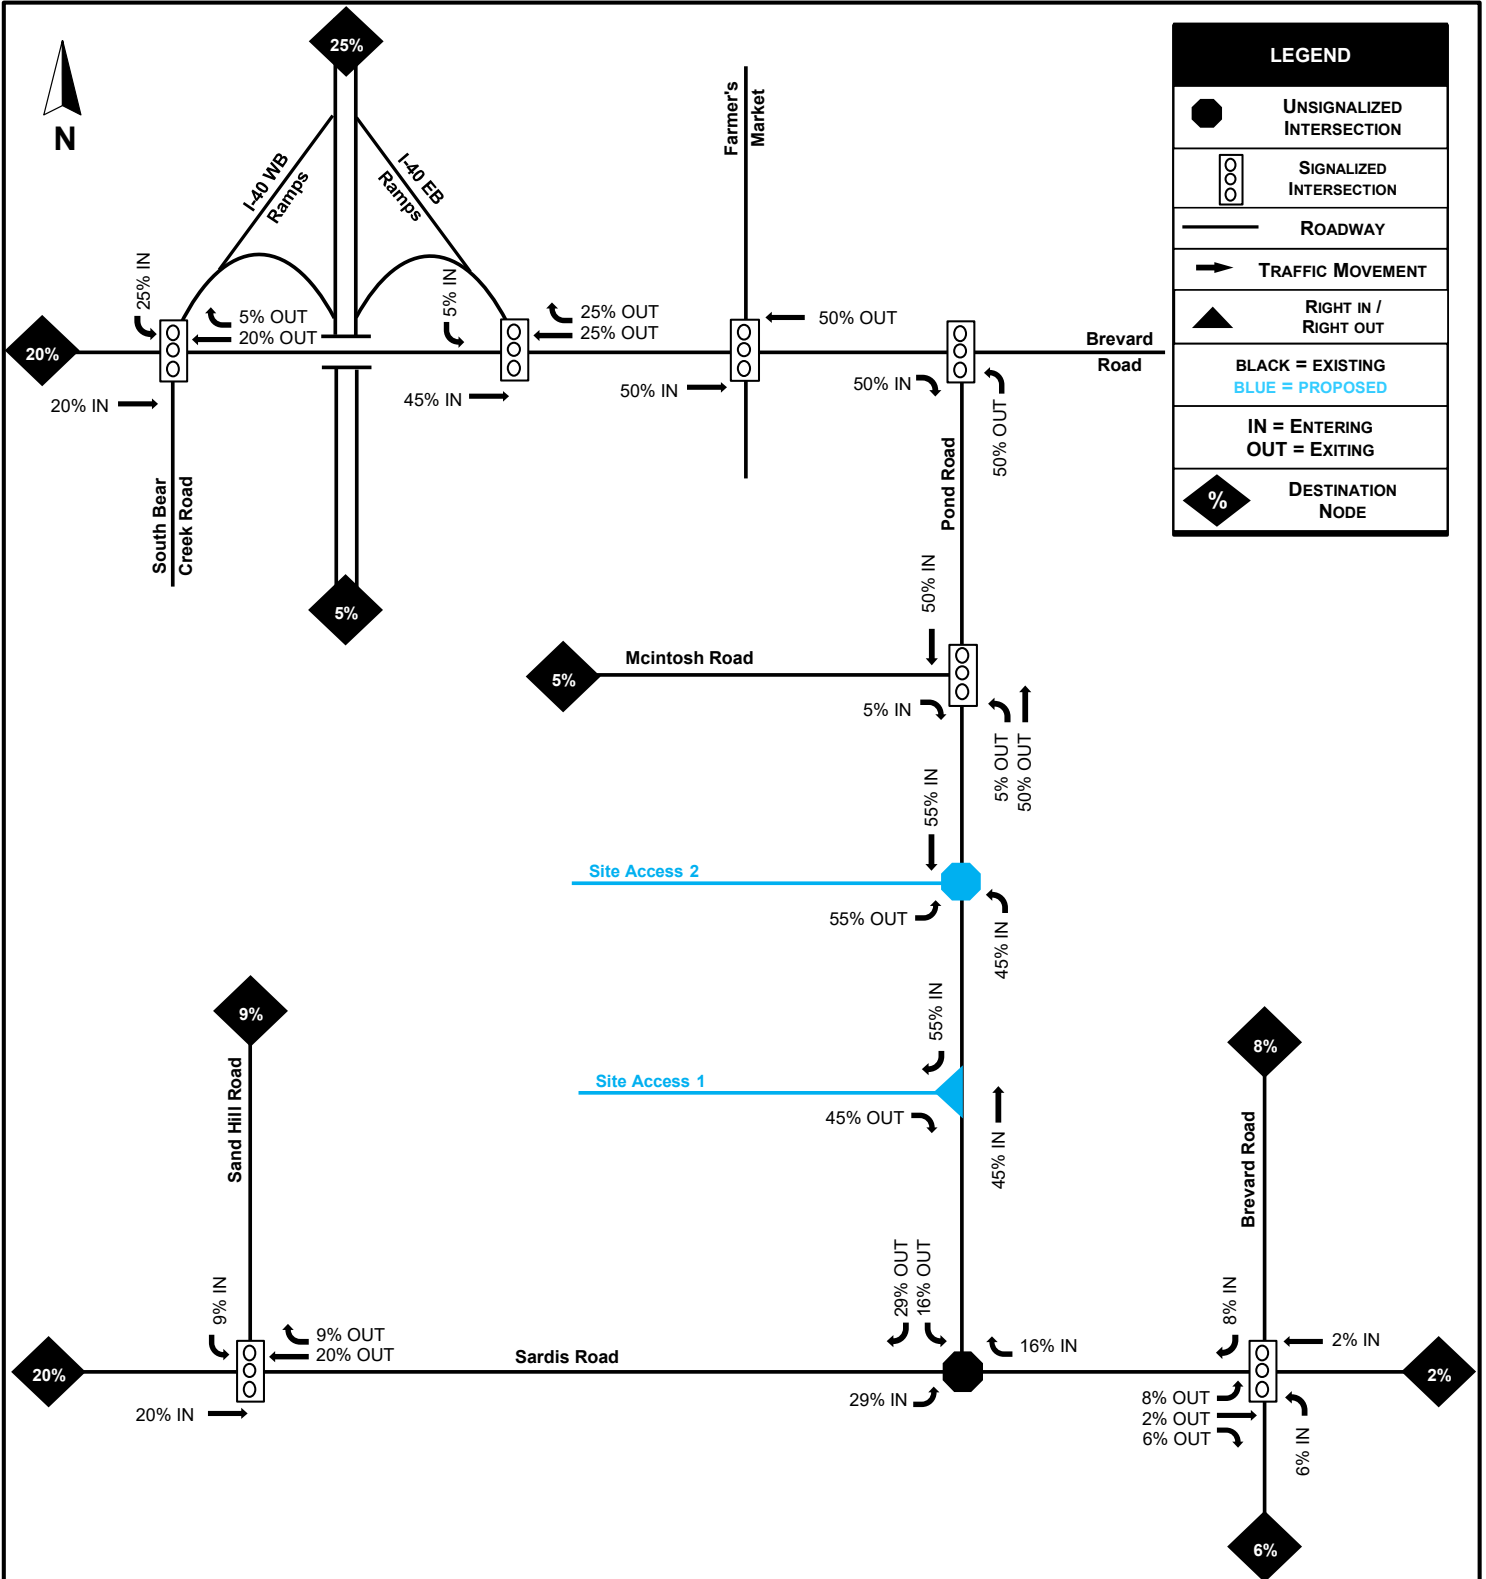 25%
N
I-40 WB
Ramps
I-40 EB
Ramps
Farmer's
Market
LEGEND
UNSIGNALIZED
INTERSECTION
SIGNALIZED
INTERSECTION
ROADWAY
TRAFFIC MOVEMENT
RIGHT IN /
RIGHT OUT
BLACK = EXISTING
BLUE = PROPOSED
IN = ENTERING
OUT = EXITING
%
DESTINATION
NODE
25% IN
5% OUT
20% OUT
5% IN
25% OUT
25% OUT
50% OUT
20%
Brevard
Road
20% IN
45% IN
50% IN
50% IN
50% OUT
South Bear
Creek Road
Pond Road
5%
50% IN
Mcintosh Road
5%
5% IN
5% OUT
50% OUT
55% IN
Site Access 2
55% OUT
45% IN
9%
55% IN
8%
Sand Hill Road
Site Access 1
45% OUT
45% IN
Brevard Road
9% IN
9% OUT
20% OUT
Sardis Road
29% OUT
16% OUT
16% IN
8% IN
2% IN
20%
2%
20% IN
29% IN
8% OUT
2% OUT
6% OUT
6% IN
6%